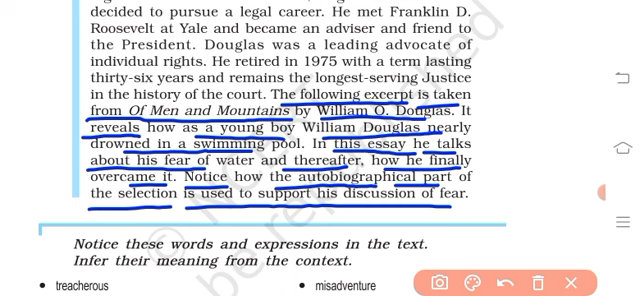 decided to pursue a legal career. He met Franklin D.
Roosevelt at Yale and became an adviser and friend to
the President. Douglas was a leading advocate of
individual rights. He retired in 1975 with a term lasting
thirty-six years and remains the longest-serving Justice
in the history of the court. The following excerpt is taken
from Of Men and Mountains by William O. Douglas. It
reveals how as a young boy William Douglas nearly
drowned in a swimming pool. In this essay he talks
about his fear of water and thereafter, how he finally
overcame it. Notice how the autobiographical part of
the selection is used to support his discussion of fear.
Notice these words and expressions in the text.
Infer their meaning from the context.
• treacherous
• misadventure